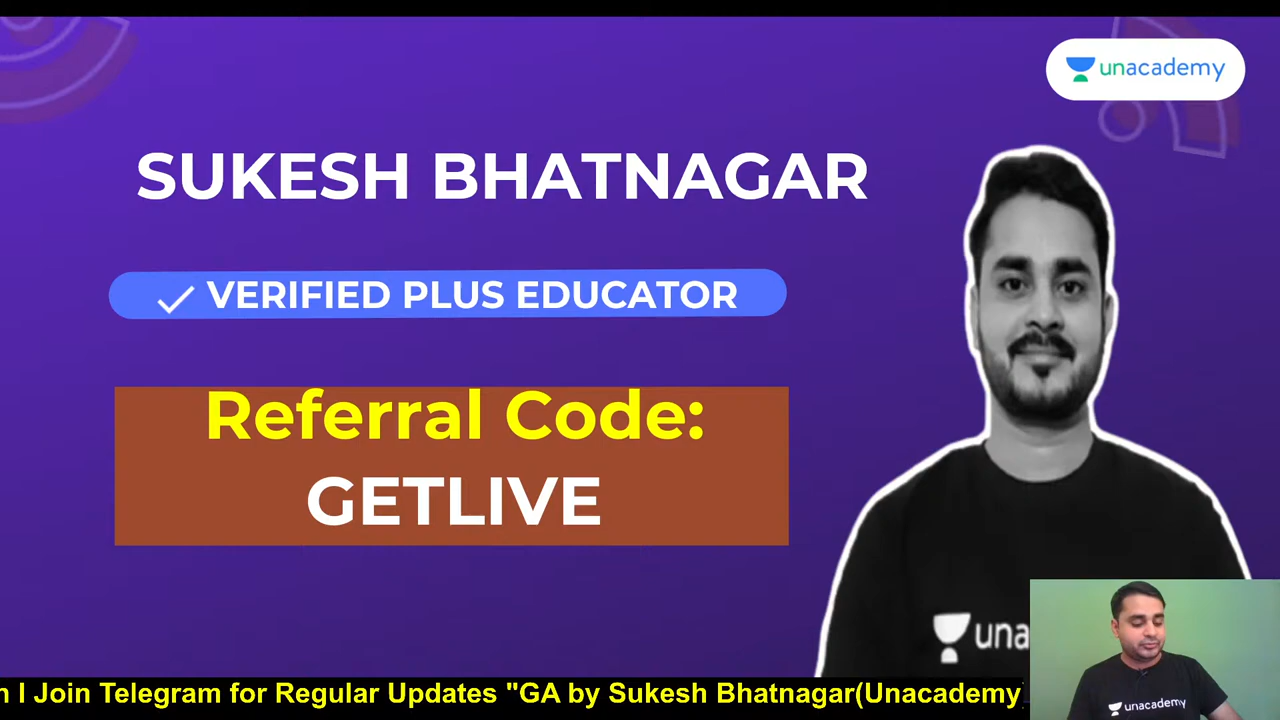 unacademy
SUKESH BHATNAGAR
VERIFIED PLUS EDUCATOR
Referral Code:
GETLIVE
una
unacademy
I Join Telegram for Regular Updates "GA by Sukesh Bhatnagar(Unacademy